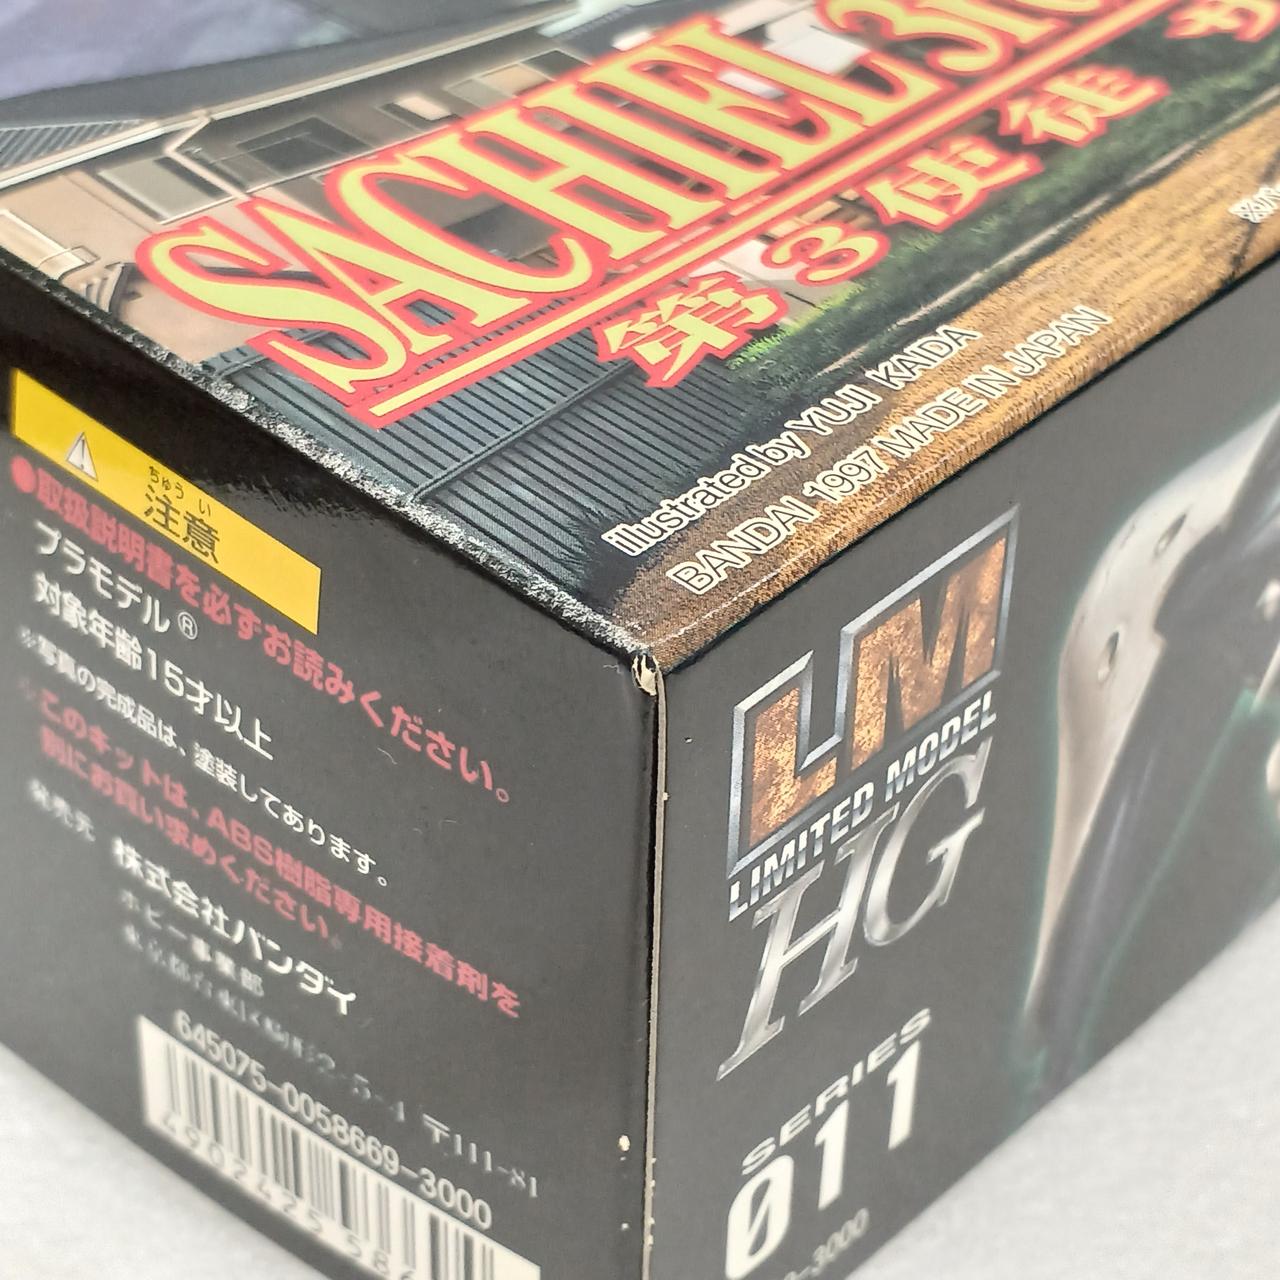 SACHIEL
第3使徒
illustrated by YUJI KAIDA
BANDAI 1997 MADE IN JAPAN
注意
ちゅうい
●取扱説明書を必ずお読みください。
プラモデル®
対象年齢15才以上
※写真の完成品は、塗装してあります。
※このキットは、ABS樹脂専用接着剤を
別にお買い求めください。
発売元 株式会社バンダイ
ホビー事業部
645075-0058669-3000
LM
LIMITED MODEL
HG
SERIES
011
-3000